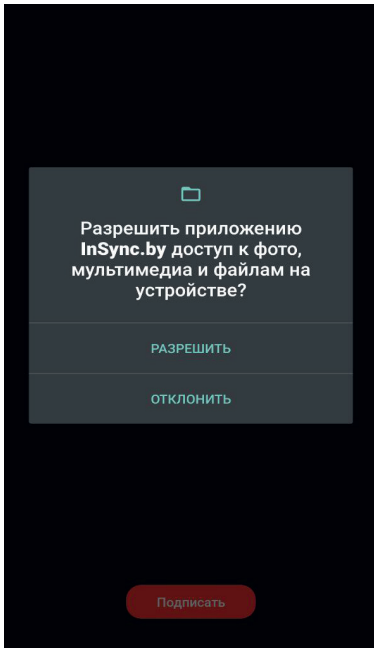 Разрешить приложению
InSync.by доступ к фото,
мультимедиа и файлам на
устройстве?
РАЗРЕШИТЬ
ОТКЛОНИТЬ
Подписать